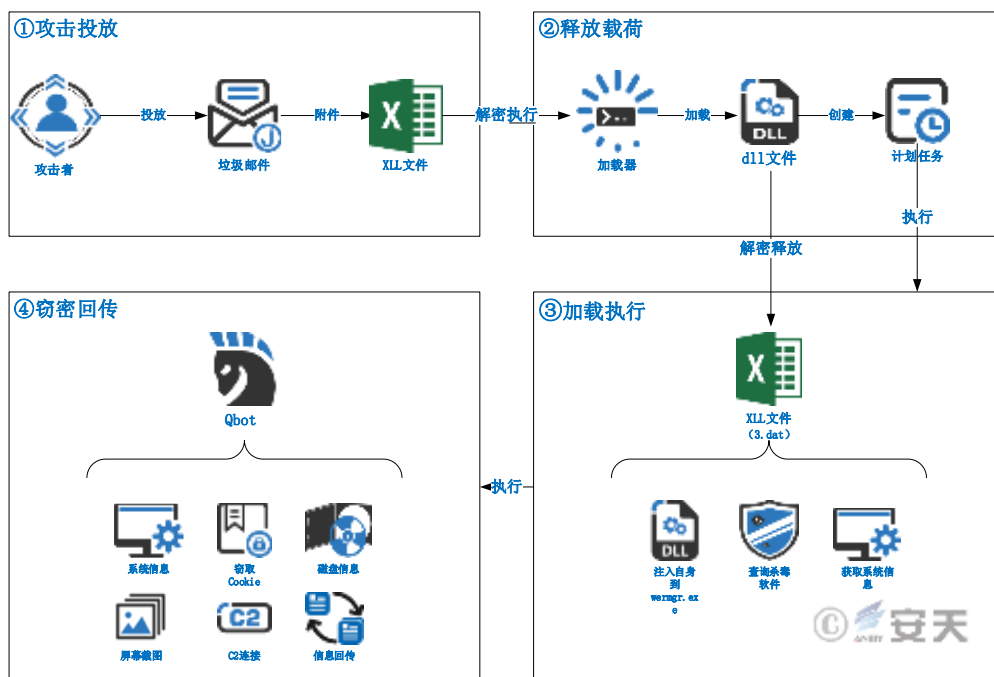 ①攻击投放
攻击者
投放
垃圾邮件
附件
XLL文件
解密执行
②释放载荷
加载器
加载
DLL
dll文件
创建
计划任务
解密释放
执行
③加载执行
X
XLL文件
（3.dat）
DLL
注入自身
到
wermgr.ex
e
查询杀毒
软件
获取系统信
息
执行
④窃密回传
Qbot
系统信息
窃取
Cookie
磁盘信息
屏幕截图
C2
C2连接
信息回传
© ANTIY 安天